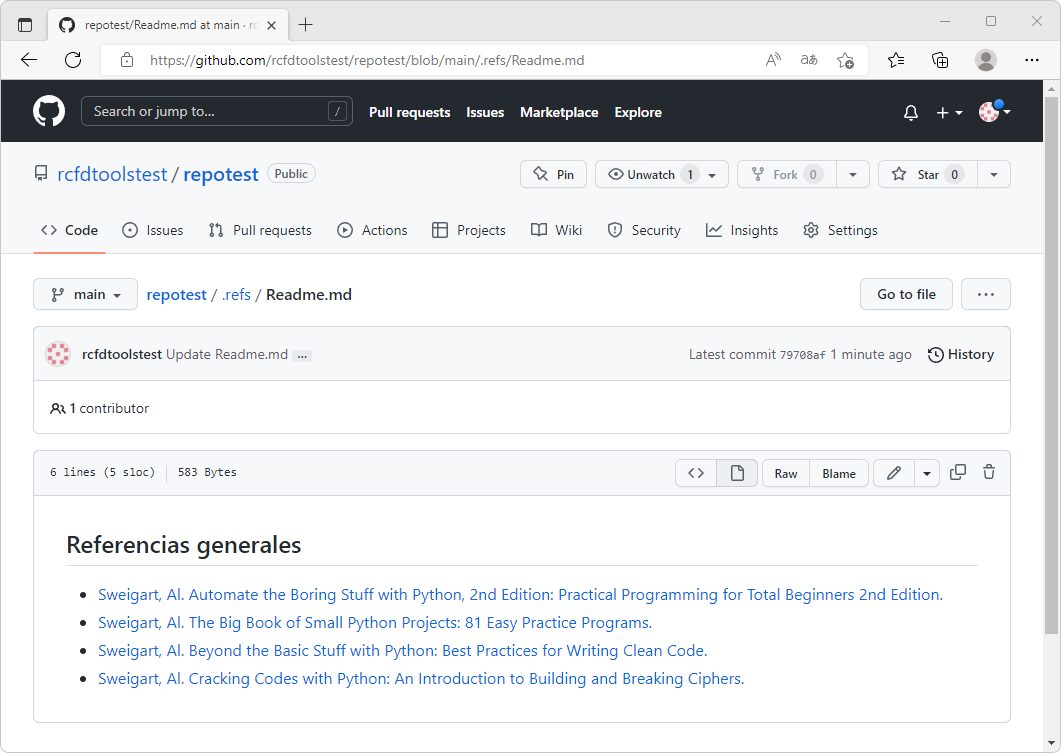 repotest/Readme.md at main · rc
https://github.com/rcfdtoolstest/repotest/blob/main/.refs/Readme.md
Search or jump to... / Pull requests Issues Marketplace Explore
rcfdtoolstest / repotest Public Pin Unwatch 1 Fork 0 Star 0
Code Issues Pull requests Actions Projects Wiki Security Insights Settings
main repotest / .refs / Readme.md Go to file ...
rcfdtoolstest Update Readme.md ... Latest commit 79708af 1 minute ago History
1 contributor
6 lines (5 sloc) 583 Bytes Raw Blame
Referencias generales
• Sweigart, Al. Automate the Boring Stuff with Python, 2nd Edition: Practical Programming for Total Beginners 2nd Edition.
• Sweigart, Al. The Big Book of Small Python Projects: 81 Easy Practice Programs.
• Sweigart, Al. Beyond the Basic Stuff with Python: Best Practices for Writing Clean Code.
• Sweigart, Al. Cracking Codes with Python: An Introduction to Building and Breaking Ciphers.